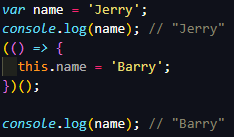 var name = 'Jerry';
console.log(name); // "Jerry"
(() => {
  this.name = 'Barry';
})();

console.log(name); // "Barry"